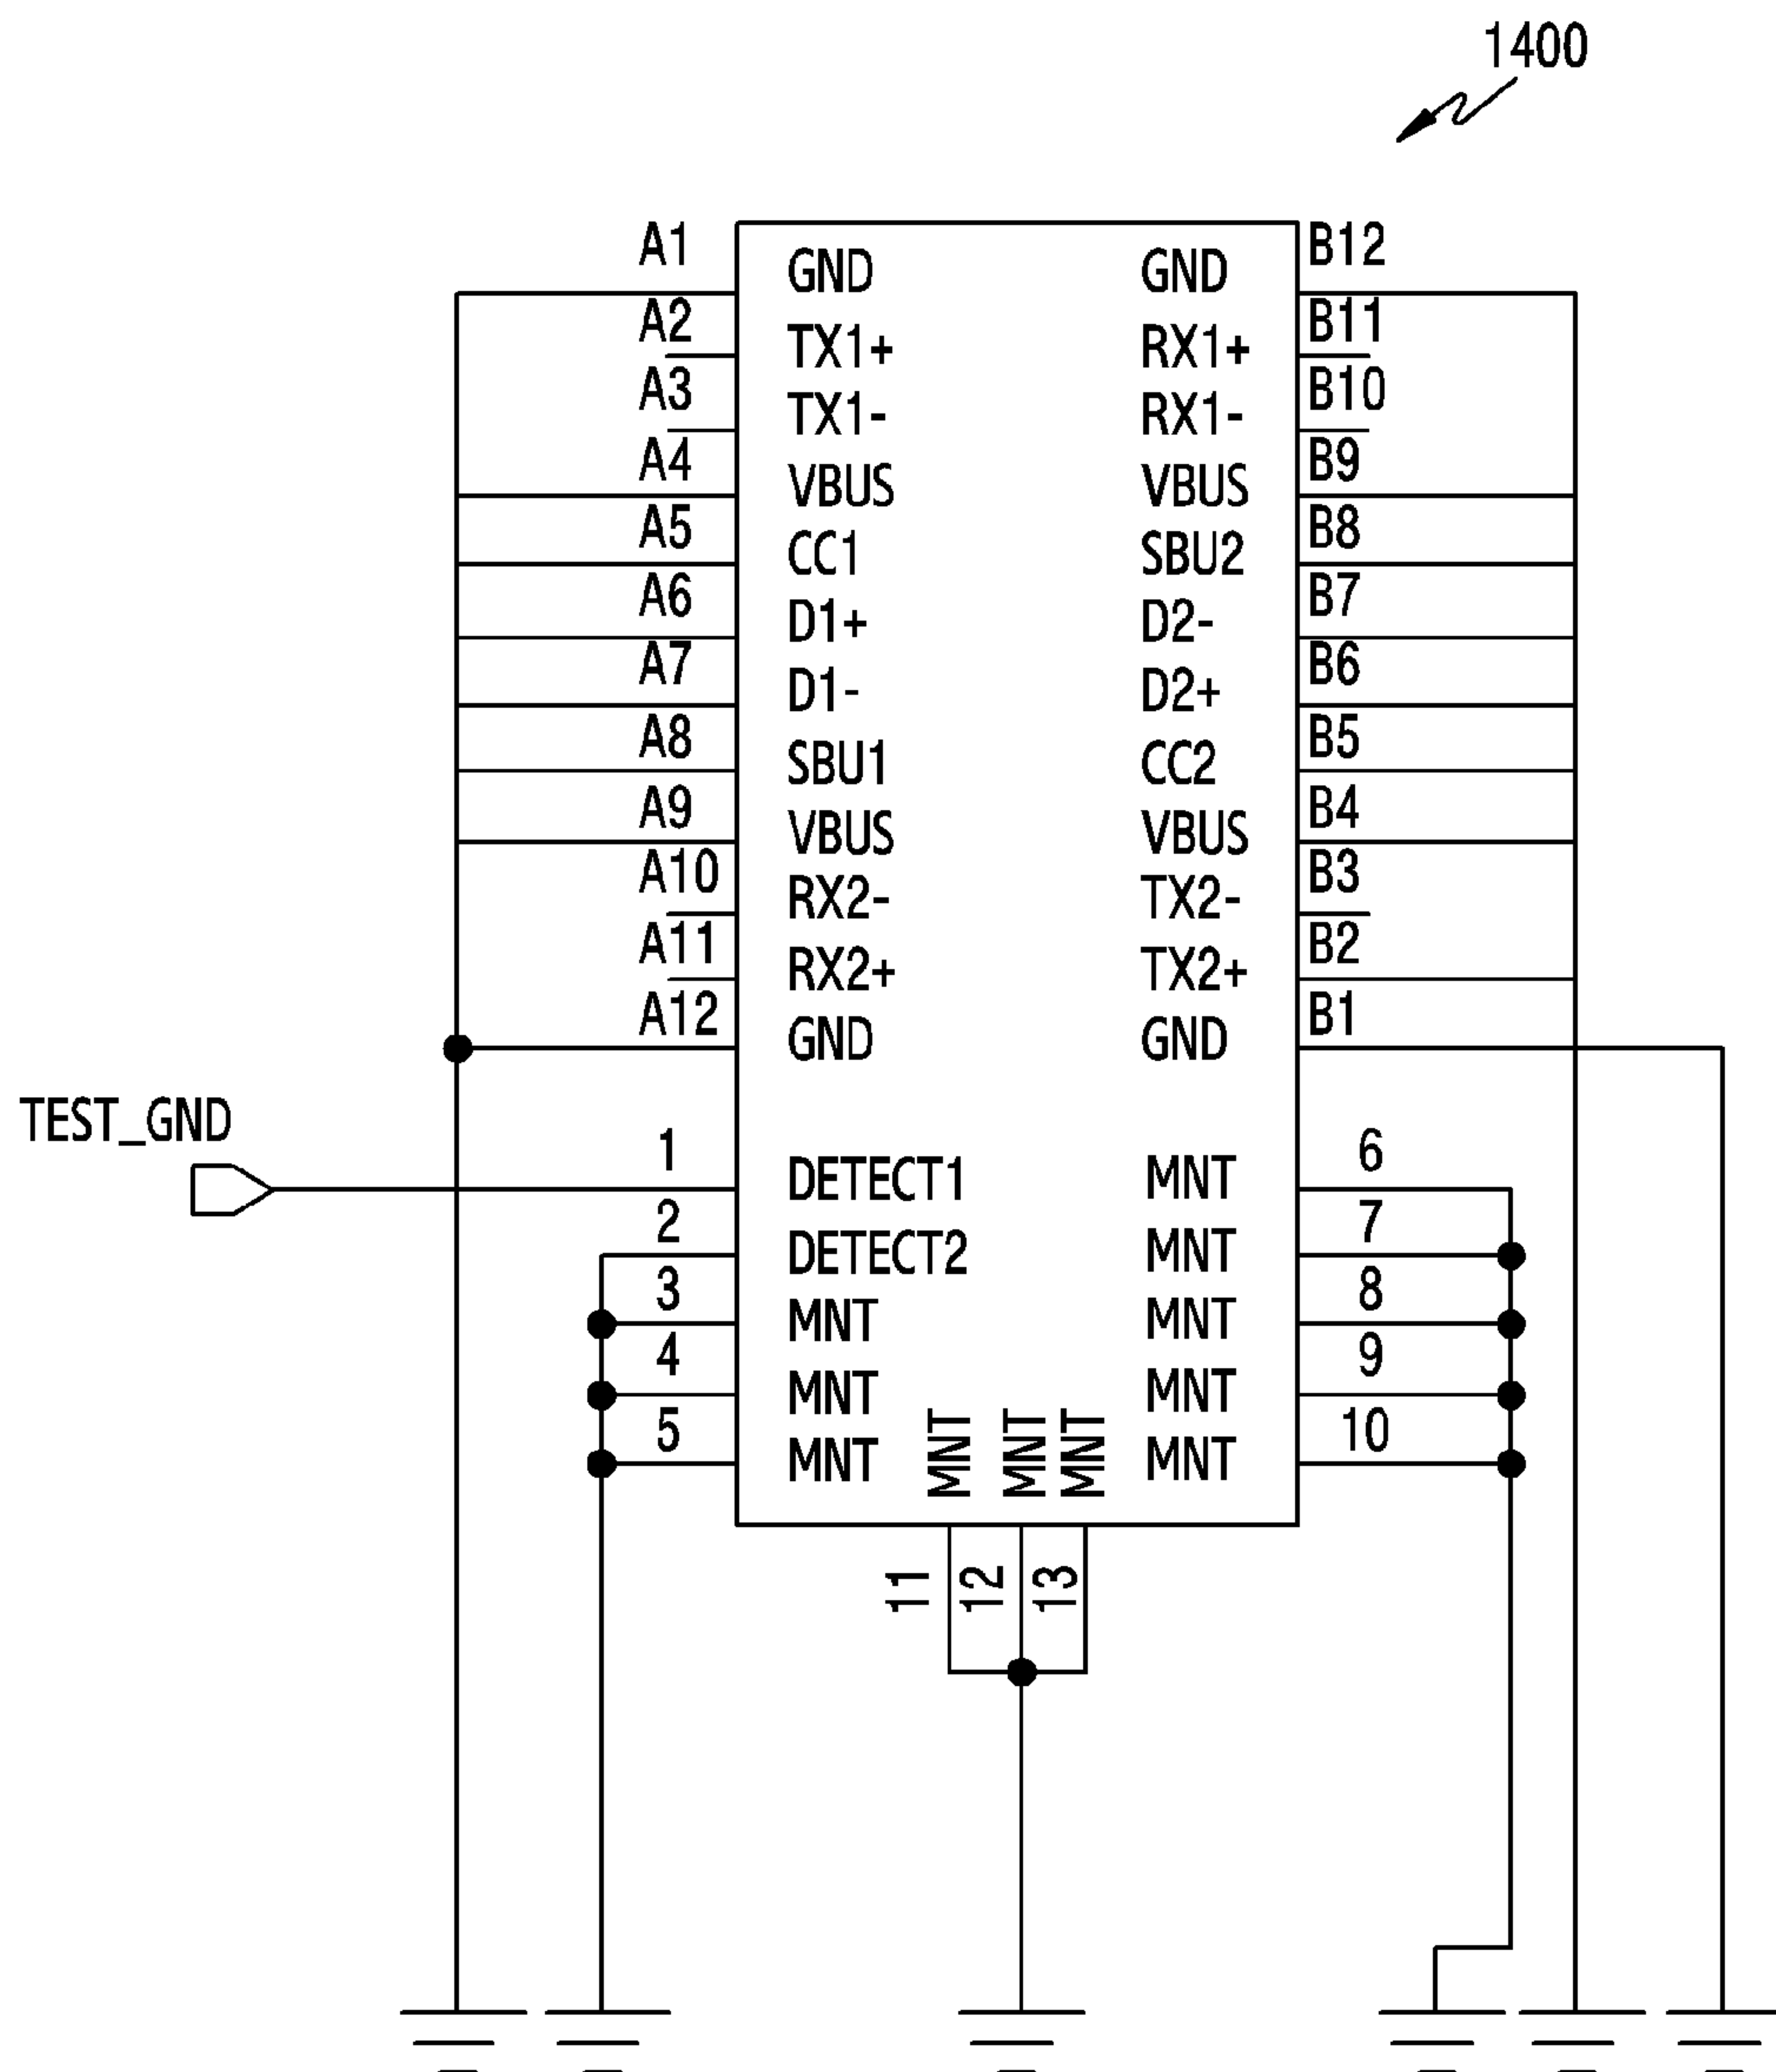 1400
A1 GND GND B12
A2 TX1+ RX1+ B11
A3 TX1- RX1- B10
A4 VBUS VBUS B9
A5 CC1 SBU2 B8
A6 D1+ D2- B7
A7 D1- D2+ B6
A8 SBU1 CC2 B5
A9 VBUS VBUS B4
A10 RX2- TX2- B3
A11 RX2+ TX2+ B2
A12 GND GND B1
TEST_GND
1 DETECT1 MNT 6
2 DETECT2 MNT 7
3 MNT MNT 8
4 MNT MNT 9
5 MNT MNT 10
MNT MNT MNT
11 12 13